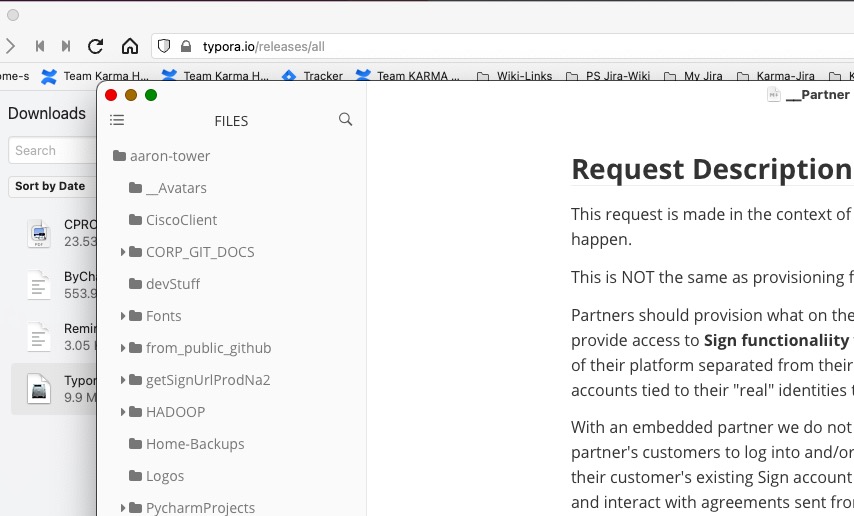 typora.io/releases/all
ome-s Team Karma H... Team Karma H... Tracker Team KARMA ... Wiki-Links PS Jira-Wiki My Jira Karma-Jira
Downloads
Search
Sort by Date
CPRO
23.53
ByCha
553.9
Remin
3.05
Typor
9.9 M
FILES
aaron-tower
__Avatars
CiscoClient
CORP_GIT_DOCS
devStuff
Fonts
from_public_github
getSignUrlProdNa2
HADOOP
Home-Backups
Logos
PycharmProjects
__Partner
Request Description
This request is made in the context of
happen.
This is NOT the same as provisioning f
Partners should provision what on the
provide access to Sign functionaliity
of their platform separated from their
accounts tied to their "real" identities t
With an embedded partner we do not
partner's customers to log into and/or
their customer's existing Sign account
and interact with agreements sent from